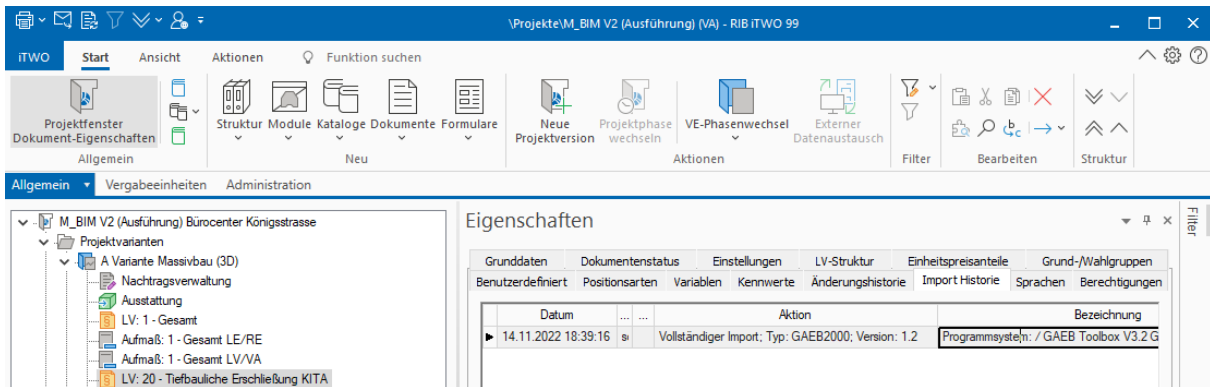 \Projekte\M_BIM V2 (Ausführung) (VA) - RIB iTWO 99
iTWO Start Ansicht Aktionen Funktion suchen
Projektfenster
Dokument-Eigenschaften
Allgemein
Struktur Module Kataloge Dokumente Formulare
Neu
Neue
Projektversion
Projektphase
wechseln
VE-Phasenwechsel
Externer
Datenaustausch
Aktionen
Filter
Bearbeiten
Struktur
Allgemein Vergabeeinheiten Administration
M_BIM V2 (Ausführung) Bürocenter Königsstrasse
Projektvarianten
A Variante Massivbau (3D)
Nachtragsverwaltung
Ausstattung
LV: 1 - Gesamt
Aufmaß: 1 - Gesamt LE/RE
Aufmaß: 1 - Gesamt LV/VA
LV: 20 - Tiefbauliche Erschließung KITA
Eigenschaften
Filter
Grunddaten Dokumentenstatus Einstellungen LV-Struktur Einheitspreisanteile Grund-/Wahlgruppen
Benutzerdefiniert Positionsarten Variablen Kennwerte Änderungshistorie Import Historie Sprachen Berechtigungen
Datum ... ... Aktion Bezeichnung
14.11.2022 18:39:16 Vollständiger Import; Typ: GAEB2000; Version: 1.2 Programmsystem: / GAEB Toolbox V3.2 G